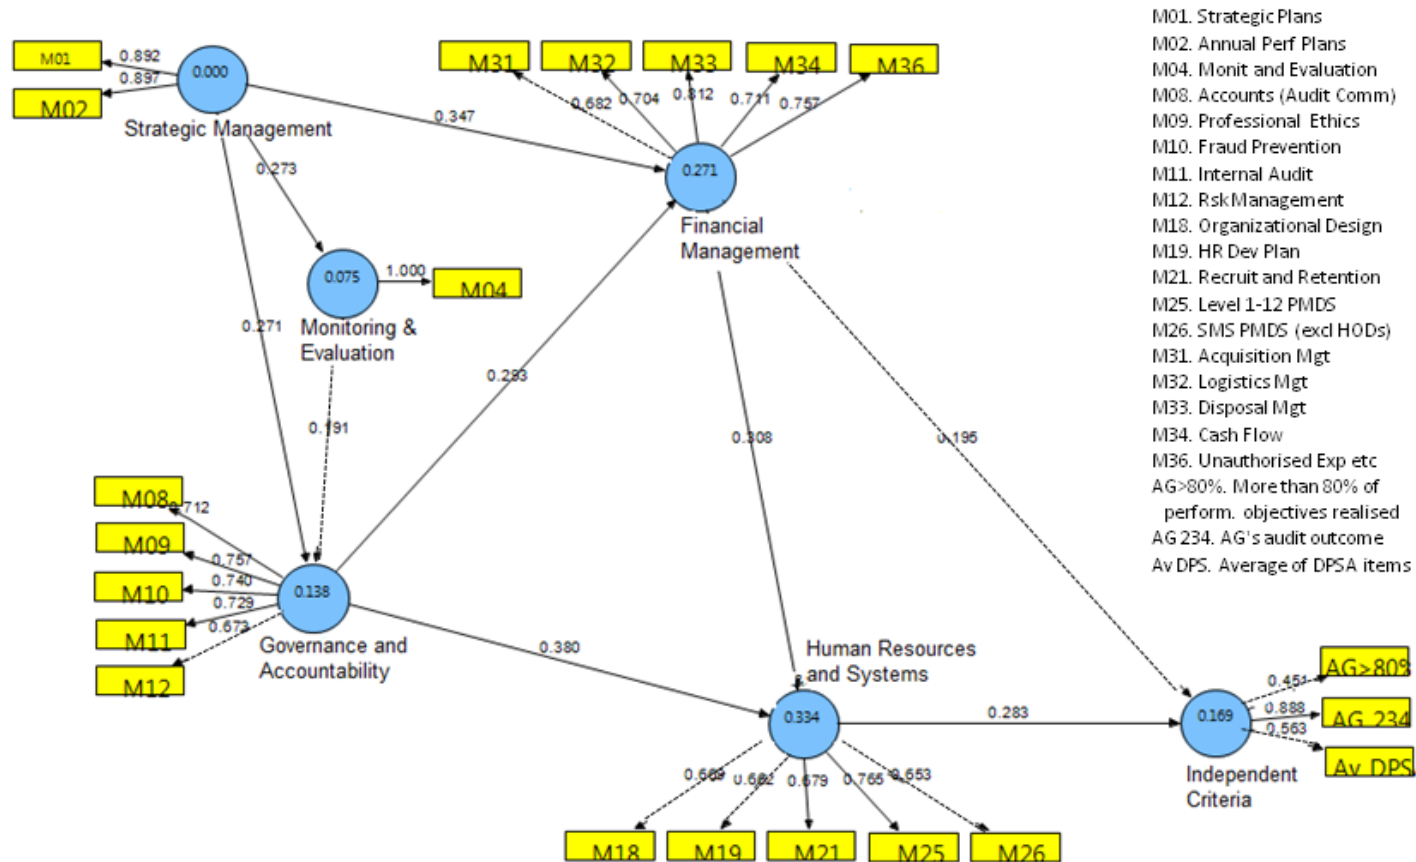 M01
M02
0.892
0.897
0.000
Strategic Management
M31
M32
M33
M34
M36
0.682
0.704
0.812
0.711
0.757
0.347
0.271
Financial
Management
0.273
0.075
1.000
M04
Monitoring &
Evaluation
0.271
0.191
0.308
0.195
M08
M09
M10
M11
M12
0.757
0.740
0.729
0.673
0.138
Governance and
Accountability
0.380
Human Resources
and Systems
0.334
0.283
0.169
Independent
Criteria
AG>80%
AG 234
Av DPS
0.451
0.888
0.563
0.662
0.679
0.765
0.653
M18
M19
M21
M25
M26
M01. Strategic Plans
M02. Annual Perf Plans
M04. Monit and Evaluation
M08. Accounts (Audit Comm)
M09. Professional Ethics
M10. Fraud Prevention
M11. Internal Audit
M12. Rsk Management
M18. Organizational Design
M19. HR Dev Plan
M21. Recruit and Retention
M25. Level 1-12 PMDS
M26. SMS PMDS (excl HODs)
M31. Acquisition Mgt
M32. Logistics Mgt
M33. Disposal Mgt
M34. Cash Flow
M36. Unauthorised Exp etc
AG>80%. More than 80% of
perform. objectives realised
AG 234. AG's audit outcome
Av DPS. Average of DPSA items